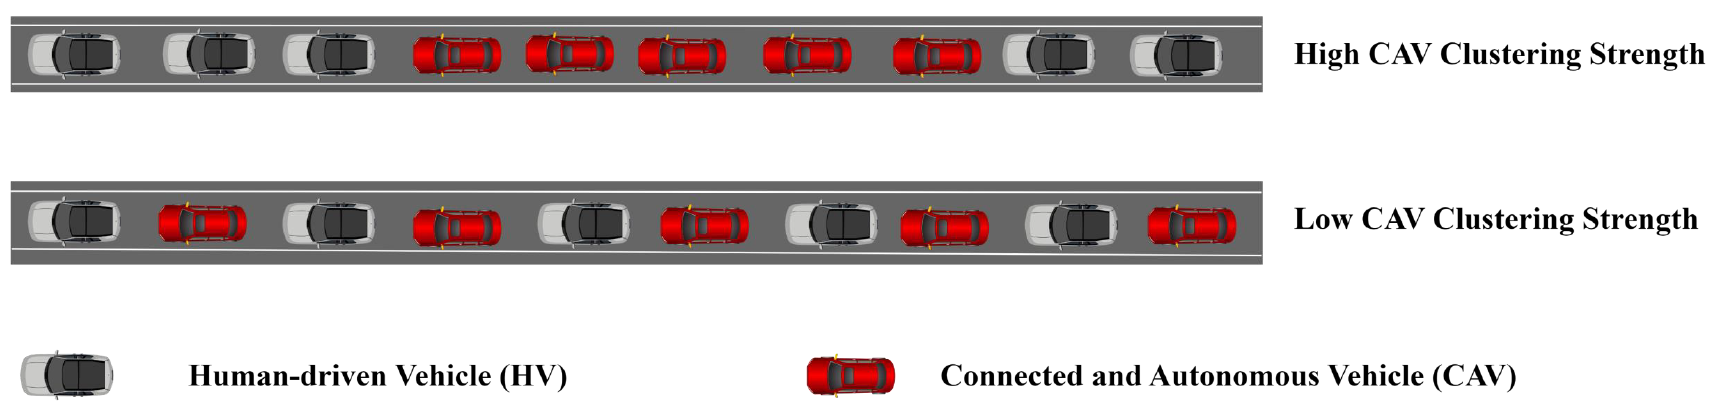 High CAV Clustering Strength
Low CAV Clustering Strength
Human-driven Vehicle (HV)
Connected and Autonomous Vehicle (CAV)